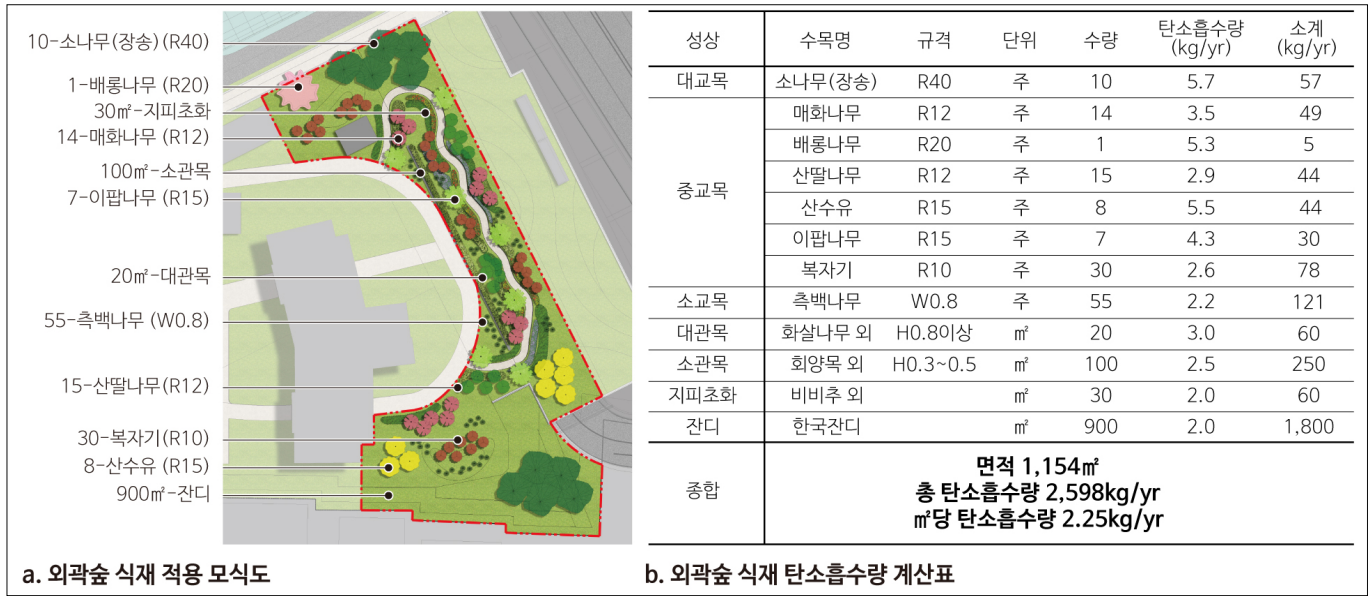 10-소나무(장송) (R40)
1-배롱나무 (R20)
30㎡-지피초화
14-매화나무 (R12)
100㎡-소관목
7-이팝나무 (R15)
20㎡-대관목
55-측백나무 (W0.8)
15-산딸나무(R12)
30-복자기(R10)
8-산수유 (R15)
900㎡-잔디
a. 외곽숲 식재 적용 모식도
성상 수목명 규격 단위 수량 탄소흡수량 (kg/yr) 소계 (kg/yr)
대교목 소나무(장송) R40 주 10 5.7 57
중교목 매화나무 R12 주 14 3.5 49
배롱나무 R20 주 1 5.3 5
산딸나무 R12 주 15 2.9 44
산수유 R15 주 8 5.5 44
이팝나무 R15 주 7 4.3 30
복자기 R10 주 30 2.6 78
소교목 측백나무 W0.8 주 55 2.2 121
대관목 화살나무 외 H0.8이상 ㎡ 20 3.0 60
소관목 회양목 외 H0.3~0.5 ㎡ 100 2.5 250
지피초화 비비추 외 ㎡ 30 2.0 60
잔디 한국잔디 ㎡ 900 2.0 1,800
종합 면적 1,154㎡
총 탄소흡수량 2,598kg/yr
㎡당 탄소흡수량 2.25kg/yr
b. 외곽숲 식재 탄소흡수량 계산표